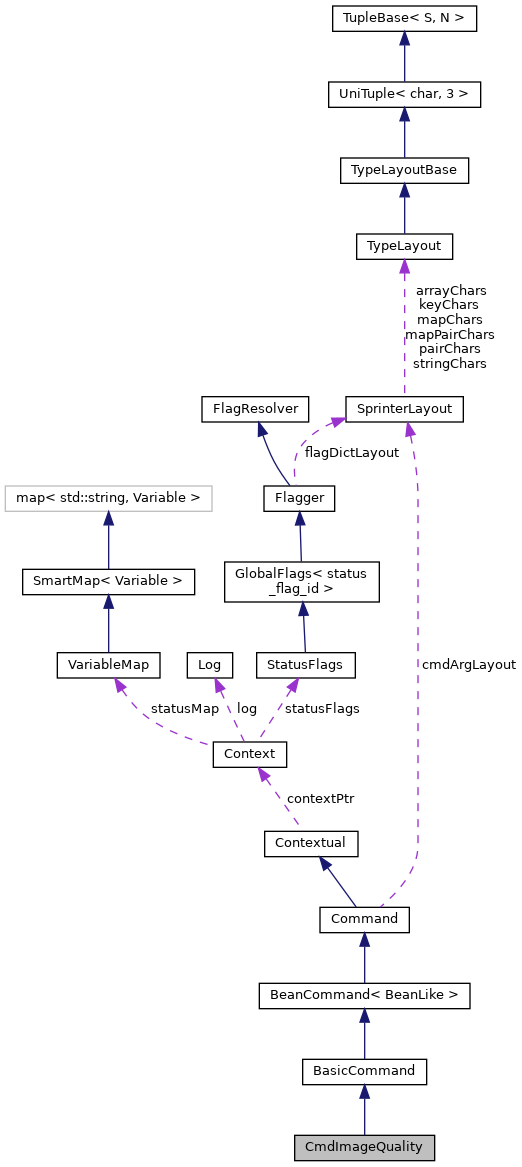 TupleBase< S, N >
UniTuple< char, 3 >
TypeLayoutBase
TypeLayout
arrayChars
keyChars
mapChars
mapPairChars
pairChars
stringChars
FlagResolver
SprinterLayout
flagDictLayout
map< std::string, Variable >
Flagger
SmartMap< Variable >
GlobalFlags< status
_flag_id >
VariableMap
Log
StatusFlags
cmdArgLayout
statusMap
log
statusFlags
Context
contextPtr
Contextual
Command
BeanCommand< BeanLike >
BasicCommand
CmdImageQuality